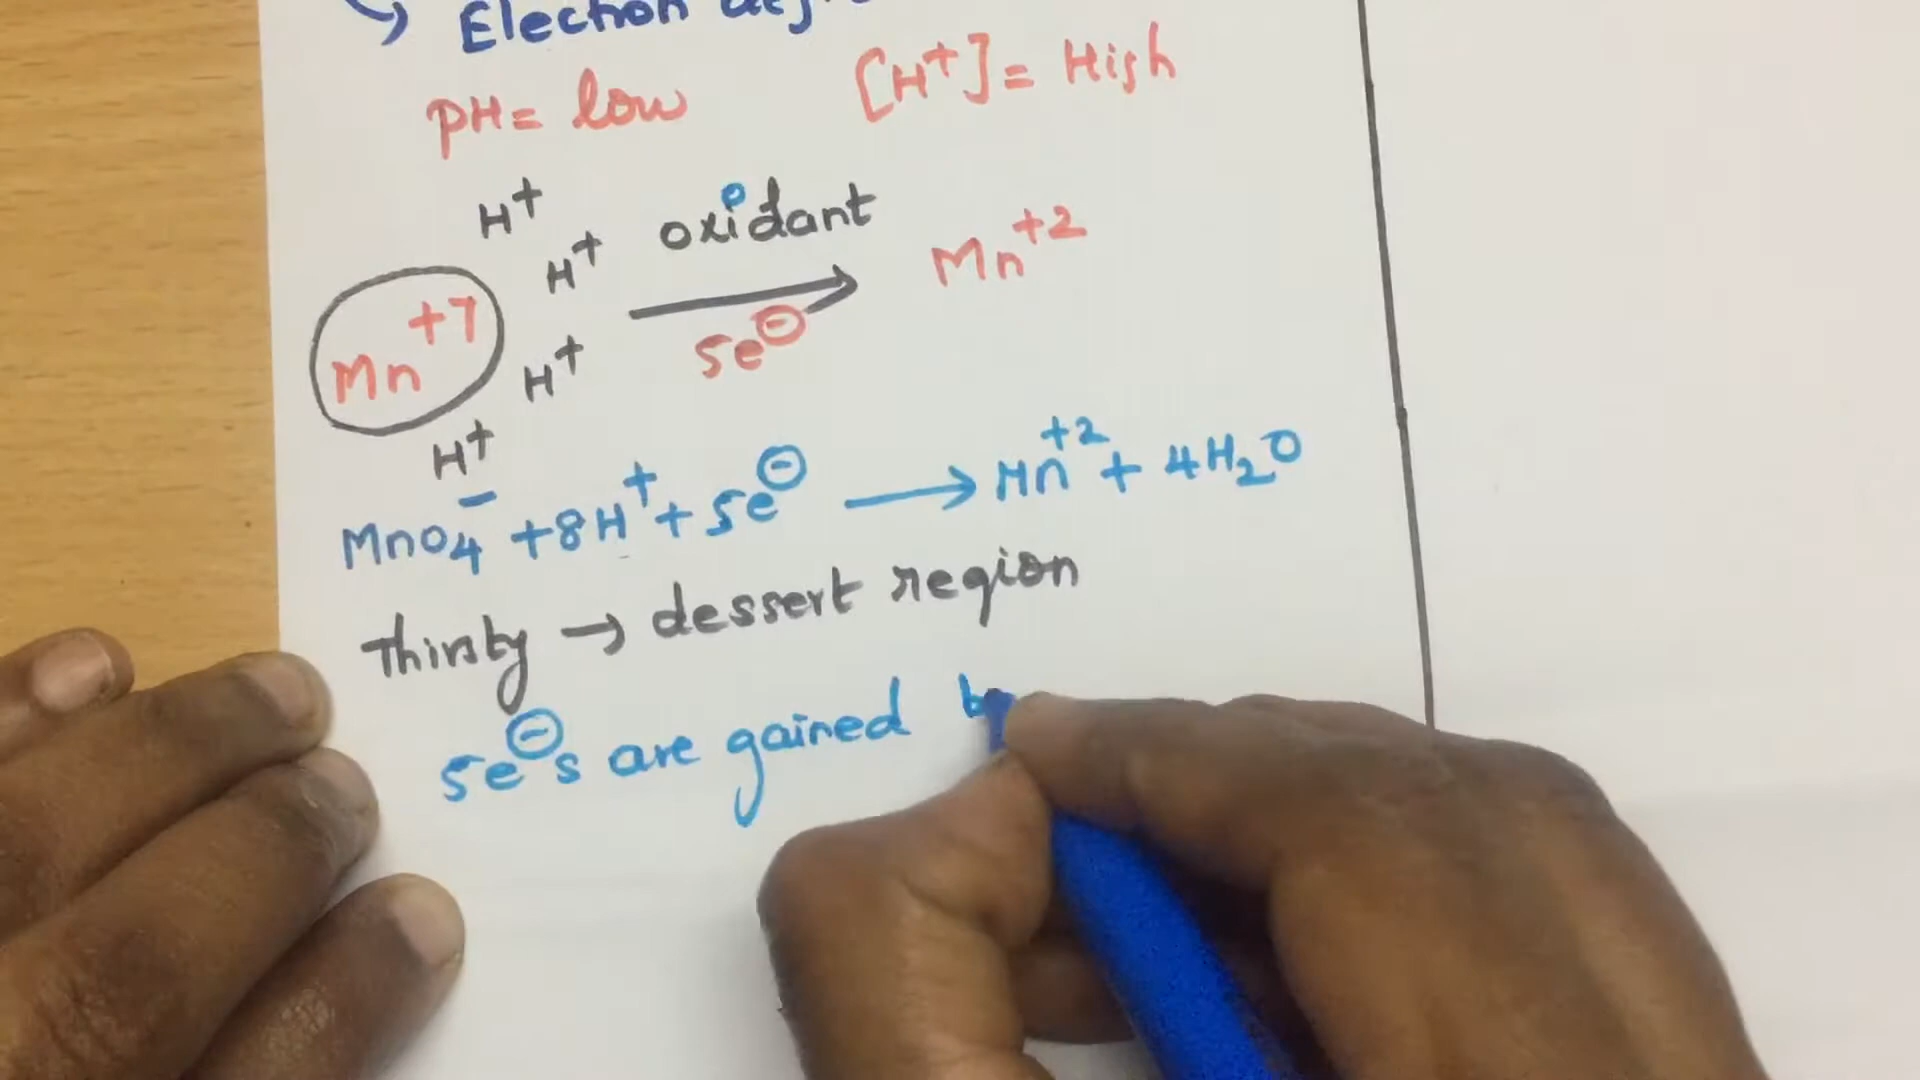 Electron
pH = low [H+] = High
H+
H+ oxidant Mn+2
Mn+7 H+ 5e⊖
H+
MnO4- + 8H+ + 5e⊖ → Mn+2 + 4H2O
Thirsty → dessert region
5e⊖s are gained b